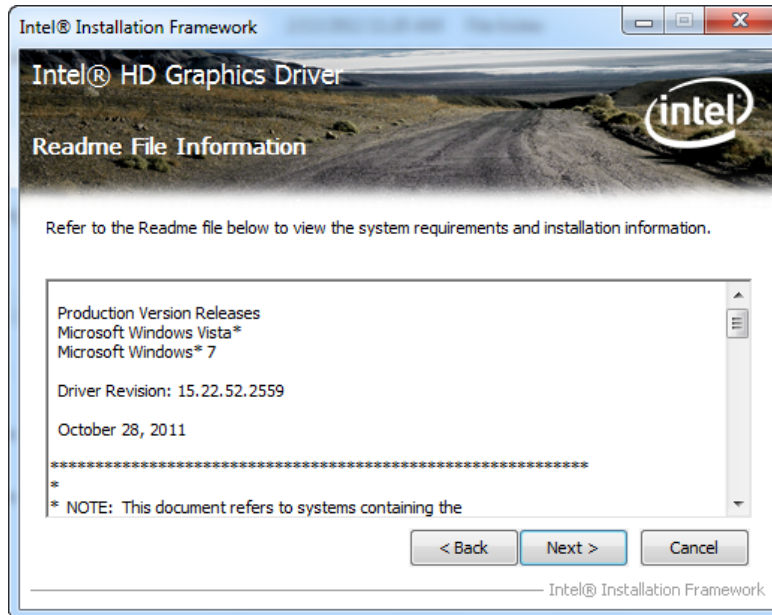 Intel® Installation Framework
Intel® HD Graphics Driver
intel
Readme File Information
Refer to the Readme file below to view the system requirements and installation information.
Production Version Releases
Microsoft Windows Vista*
Microsoft Windows* 7
Driver Revision: 15.22.52.2559
October 28, 2011
************************************************************
*
* NOTE:  This document refers to systems containing the
< Back
Next >
Cancel
Intel® Installation Framework